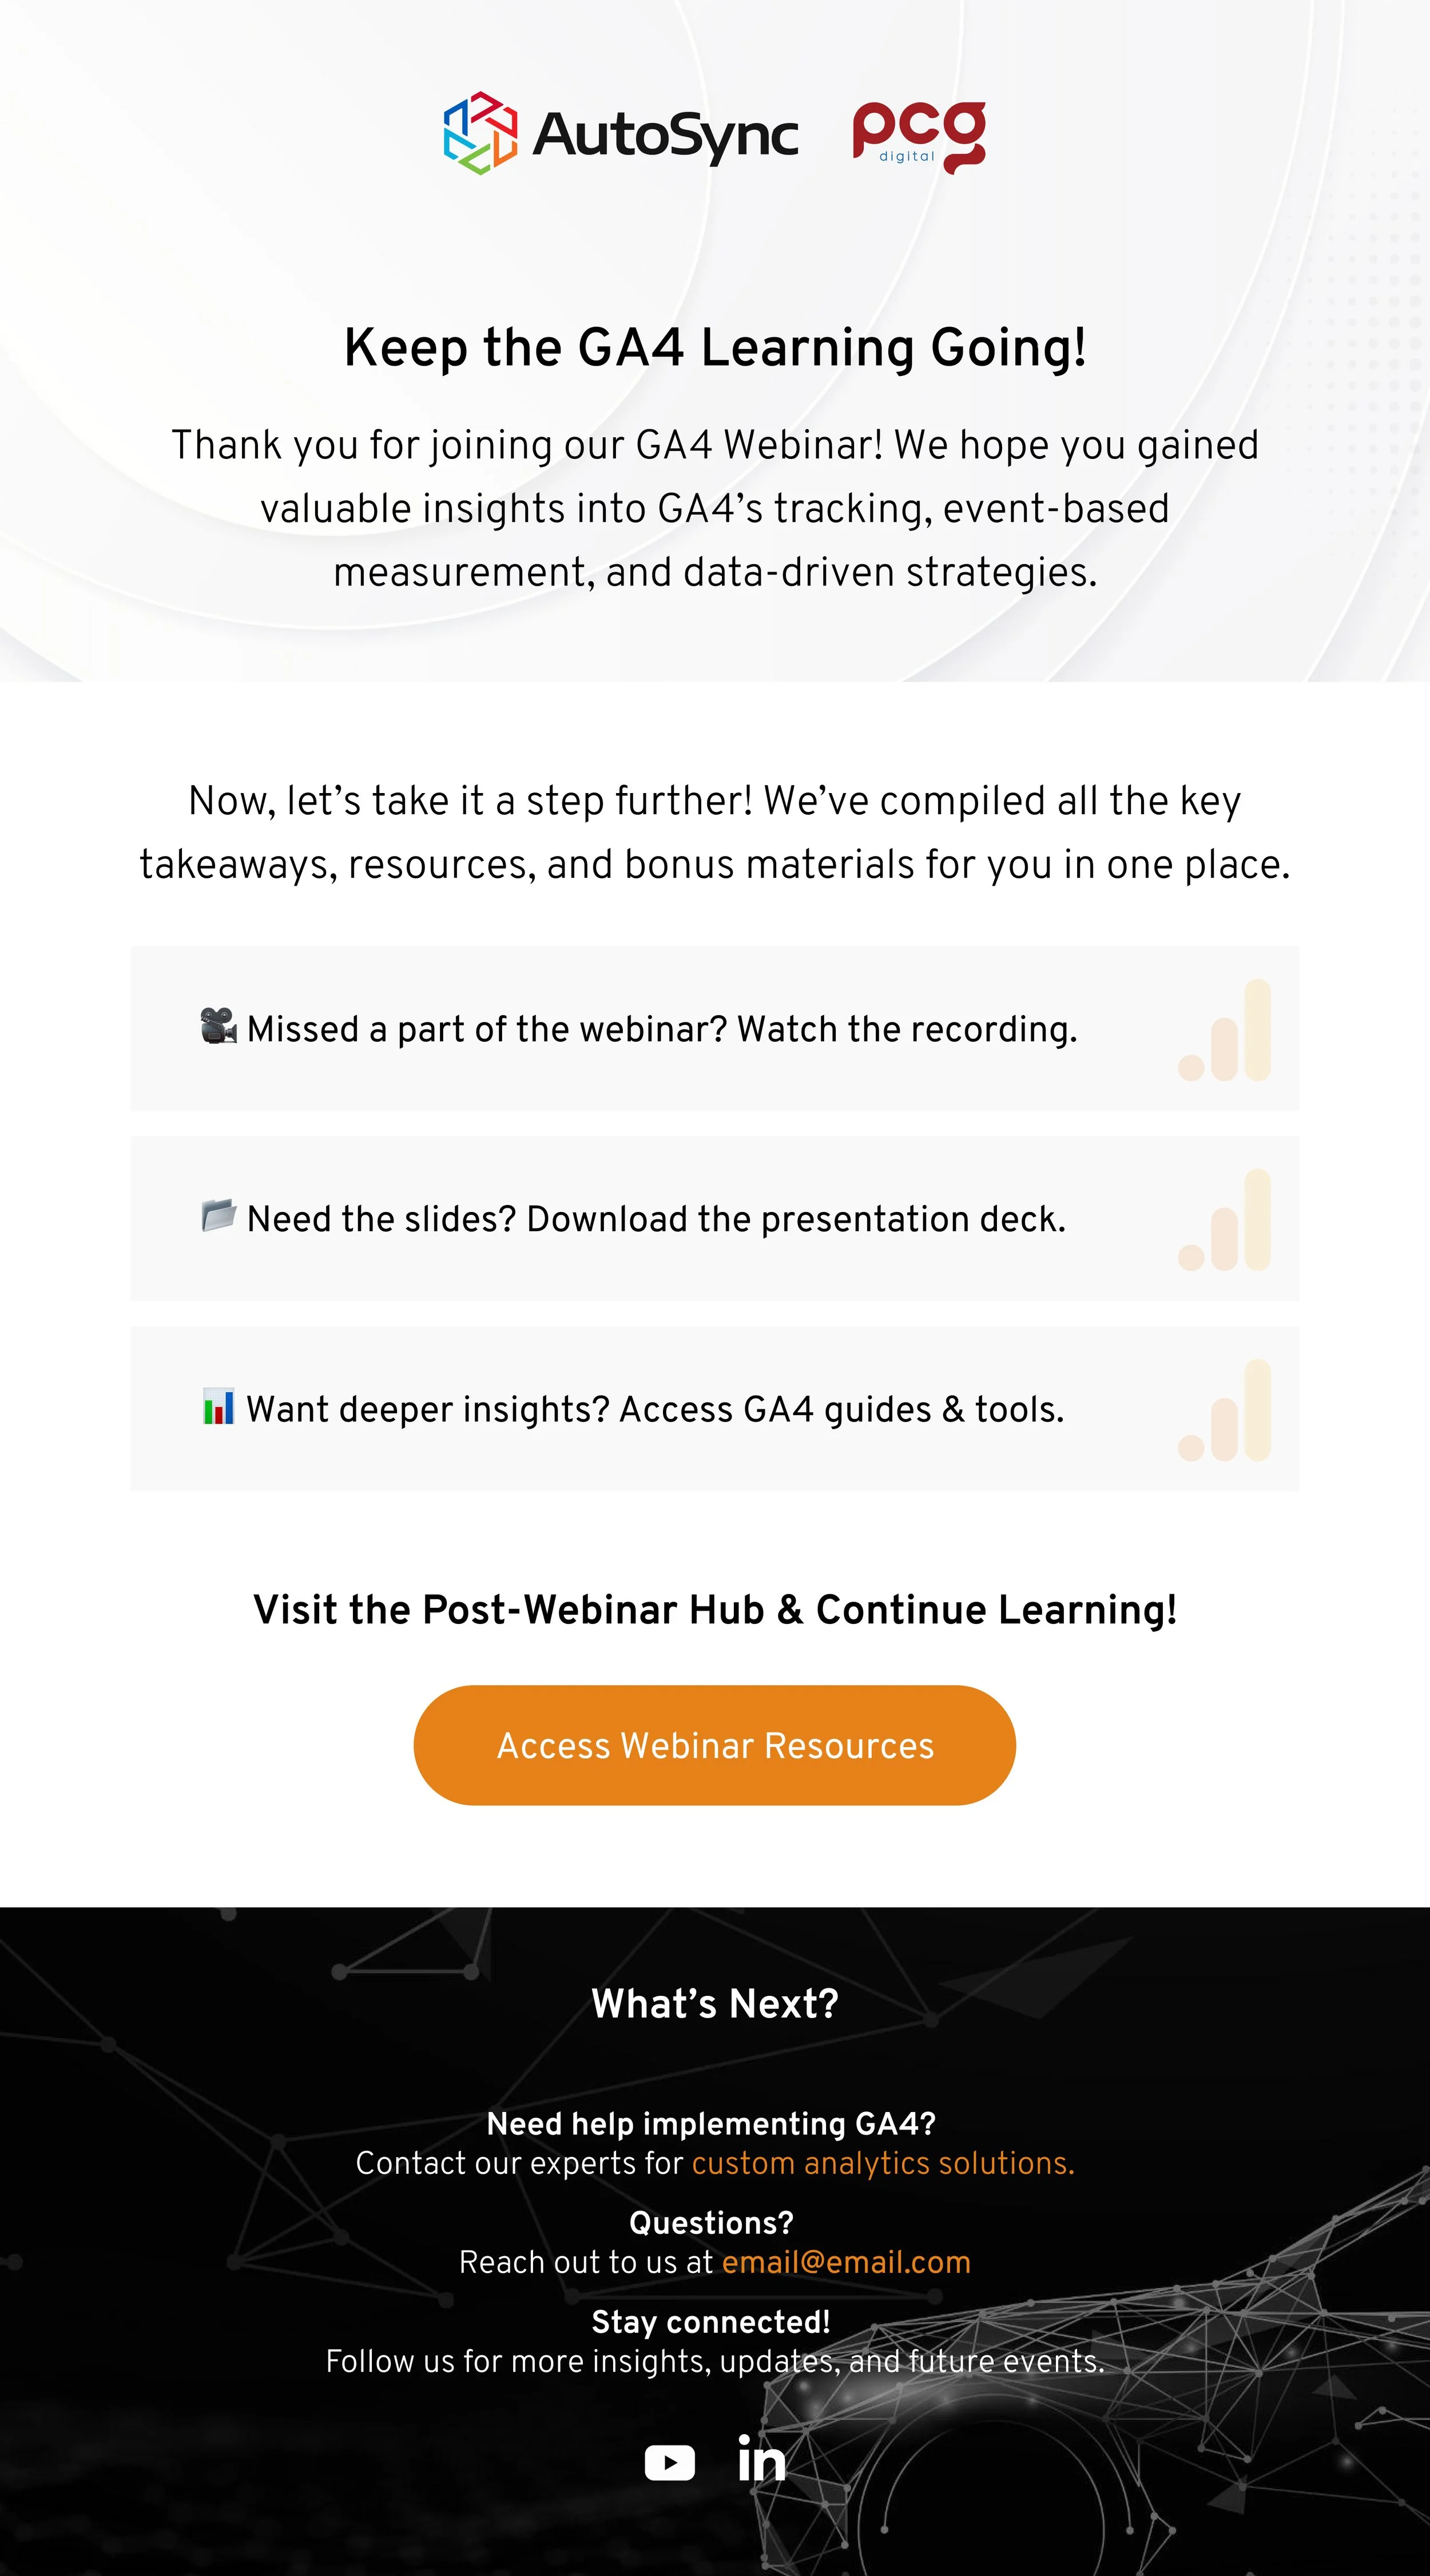 AutoSync
pcg
digital
Keep the GA4 Learning Going!
Thank you for joining our GA4 Webinar! We hope you gained
valuable insights into GA4’s tracking, event-based
measurement, and data-driven strategies.
Now, let’s take it a step further! We’ve compiled all the key
takeaways, resources, and bonus materials for you in one place.
Missed a part of the webinar? Watch the recording.
Need the slides? Download the presentation deck.
Want deeper insights? Access GA4 guides & tools.
Visit the Post-Webinar Hub & Continue Learning!
Access Webinar Resources
What’s Next?
Need help implementing GA4?
Contact our experts for custom analytics solutions.
Questions?
Reach out to us at email@email.com
Stay connected!
Follow us for more insights, updates, and future events.
in